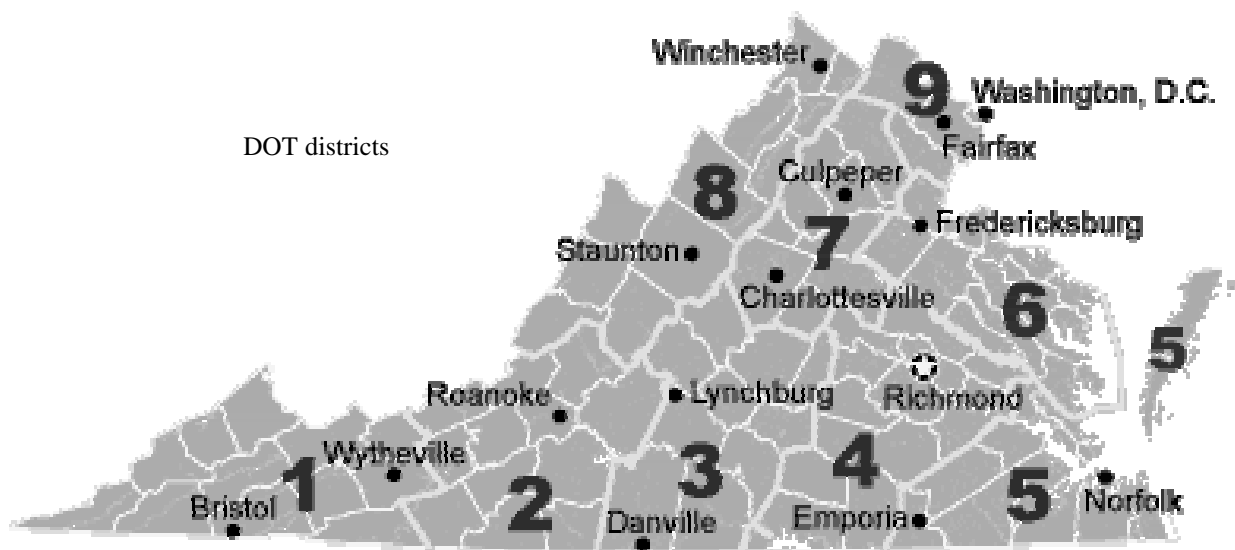 Winchester
9
Washington, D.C.
DOT districts
Fairfax
8
Culpeper
Fredericksburg
7
Staunton
Charlottesville
6
5
Roanoke
Lynchburg
Richmond
Wytheville
1
2
3
4
5
Bristol
Danville
Emporia
Norfolk